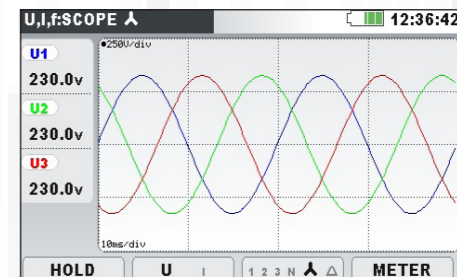 U,I,f:SCOPE 12:36:42
U1
230.0v
U2
230.0v
U3
230.0v
•250V/div
10ms/div
HOLD U I 1 2 3 N Δ METER